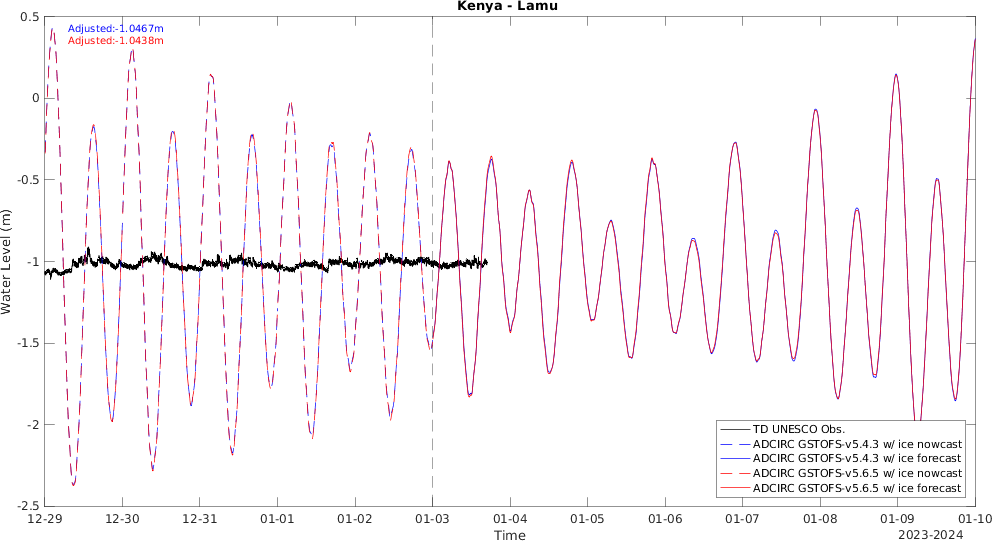 Kenya - Lamu
Adjusted:-1.0467m
Adjusted:-1.0438m
0.5
0
-0.5
-1
-1.5
-2
-2.5
Water Level (m)
TD UNESCO Obs.
ADCIRC GSTOFS-v5.4.3 w/ ice nowcast
ADCIRC GSTOFS-v5.4.3 w/ ice forecast
ADCIRC GSTOFS-v5.6.5 w/ ice nowcast
ADCIRC GSTOFS-v5.6.5 w/ ice forecast
12-29 12-30 12-31 01-01 01-02 01-03 01-04 01-05 01-06 01-07 01-08 01-09 01-10
Time
2023-2024